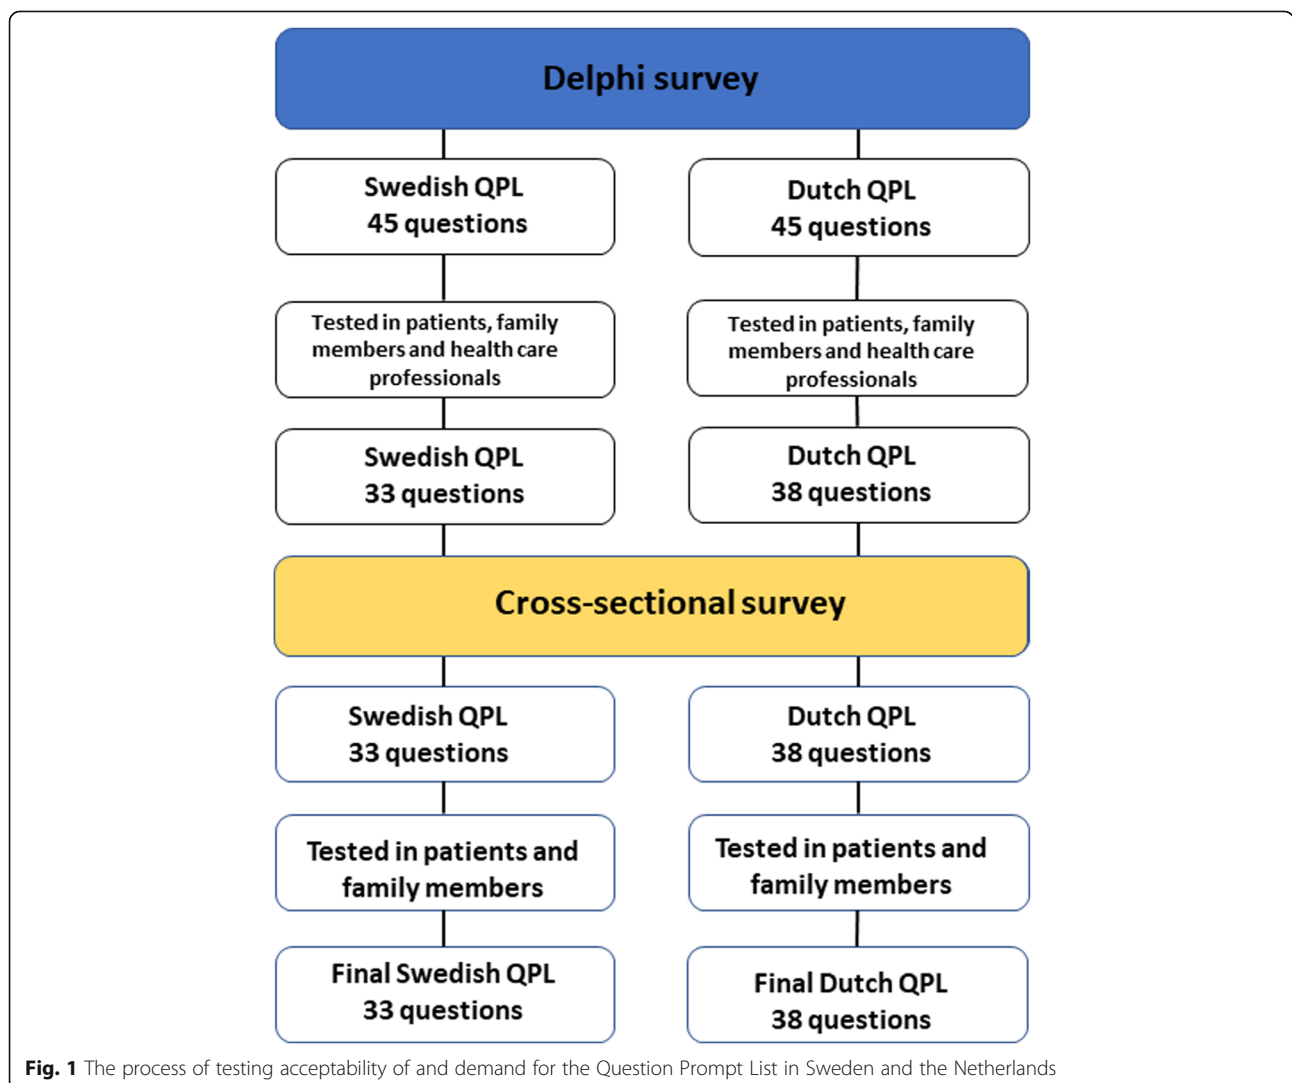 Delphi survey
Swedish QPL
45 questions
Dutch QPL
45 questions
Tested in patients, family
members and health care
professionals
Tested in patients, family
members and health care
professionals
Swedish QPL
33 questions
Dutch QPL
38 questions
Cross-sectional survey
Swedish QPL
33 questions
Dutch QPL
38 questions
Tested in patients and
family members
Tested in patients and
family members
Final Swedish QPL
33 questions
Final Dutch QPL
38 questions
Fig. 1 The process of testing acceptability of and demand for the Question Prompt List in Sweden and the Netherlands